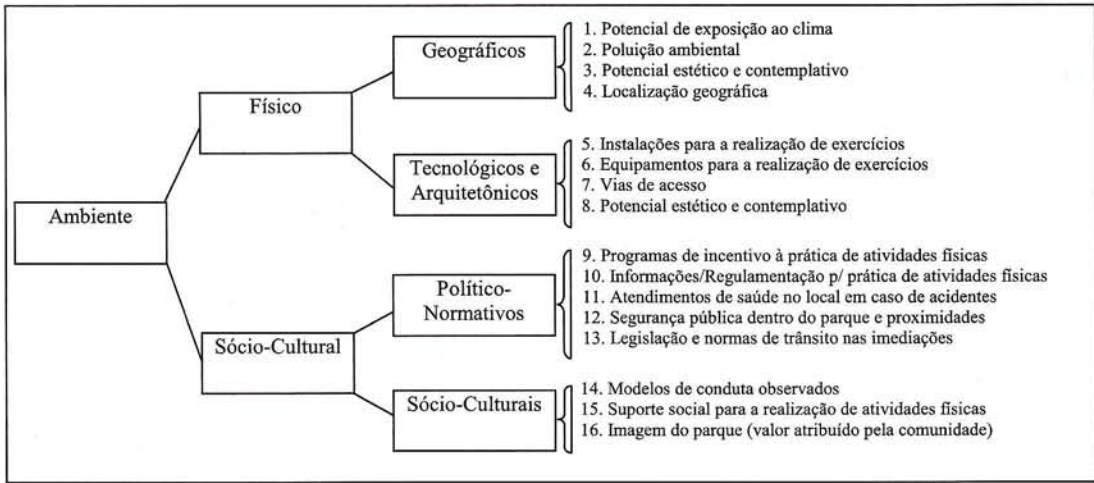 Ambiente
Físico
Geográficos
1. Potencial de exposição ao clima
2. Poluição ambiental
3. Potencial estético e contemplativo
4. Localização geográfica
Tecnológicos e
Arquitetônicos
5. Instalações para a realização de exercícios
6. Equipamentos para a realização de exercícios
7. Vias de acesso
8. Potencial estético e contemplativo
Sócio-Cultural
Político-
Normativos
9. Programas de incentivo à prática de atividades físicas
10. Informações/Regulamentação p/ prática de atividades físicas
11. Atendimentos de saúde no local em caso de acidentes
12. Segurança pública dentro do parque e proximidades
13. Legislação e normas de trânsito nas imediações
Sócio-Culturais
14. Modelos de conduta observados
15. Suporte social para a realização de atividades físicas
16. Imagem do parque (valor atribuído pela comunidade)